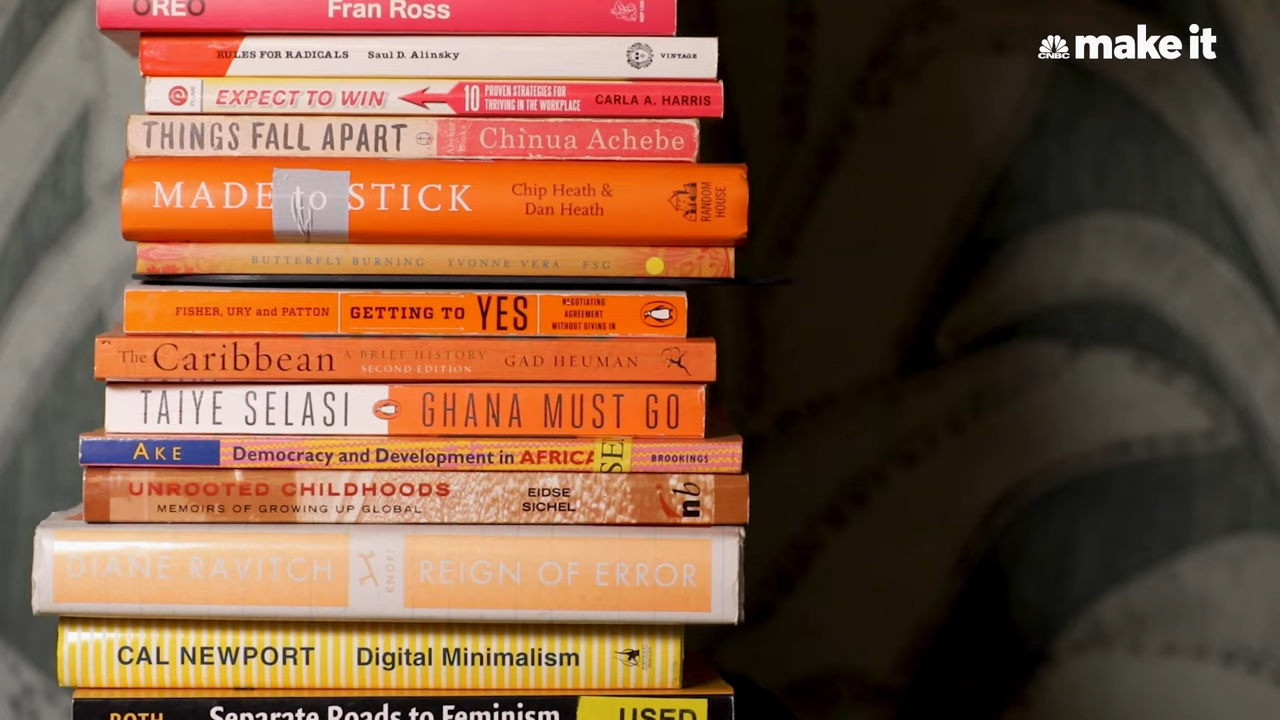 OREO Fran Ross
CNBC make it
RULES FOR RADICALS Saul D. Alinsky VINTAGE
PLUME EXPECT TO WIN 10 PROVEN STRATEGIES FOR THRIVING IN THE WORKPLACE CARLA A. HARRIS
THINGS FALL APART Anchor Books Chinua Achebe
MADE to STICK Chip Heath & Dan Heath RANDOM HOUSE
BUTTERFLY BURNING YVONNE VERA FSG
FISHER, URY and PATTON GETTING TO YES NEGOTIATING AGREEMENT WITHOUT GIVING IN
The Caribbean A BRIEF HISTORY SECOND EDITION GAD HEUMAN
TAIYE SELASI GHANA MUST GO
AKE Democracy and Development in AFRICA SE BROOKINGS
UNROOTED CHILDHOODS MEMOIRS OF GROWING UP GLOBAL EIDSE SICHEL nb
DIANE RAVITCH KNOPF REIGN OF ERROR
CAL NEWPORT Digital Minimalism
ROTH Separate Roads to Feminism USED